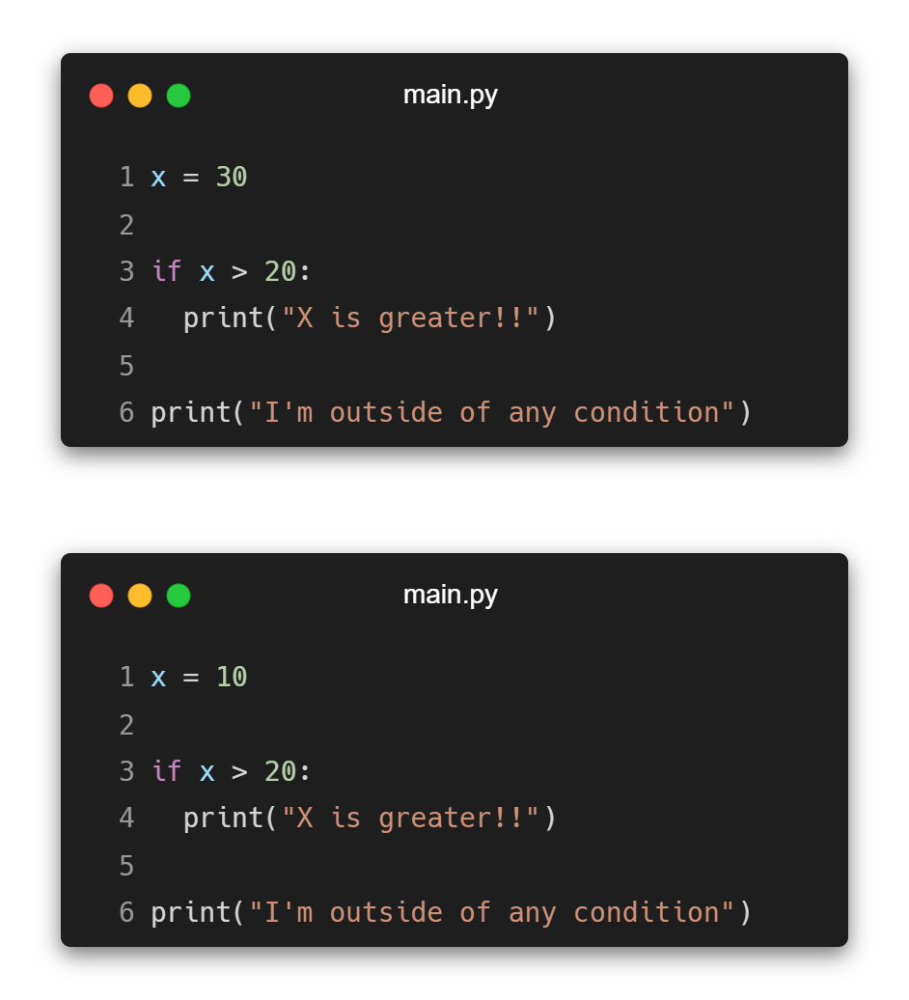 main.py
1 x = 30
2
3 if x > 20:
4   print("X is greater!!")
5
6 print("I'm outside of any condition")
main.py
1 x = 10
2
3 if x > 20:
4   print("X is greater!!")
5
6 print("I'm outside of any condition")